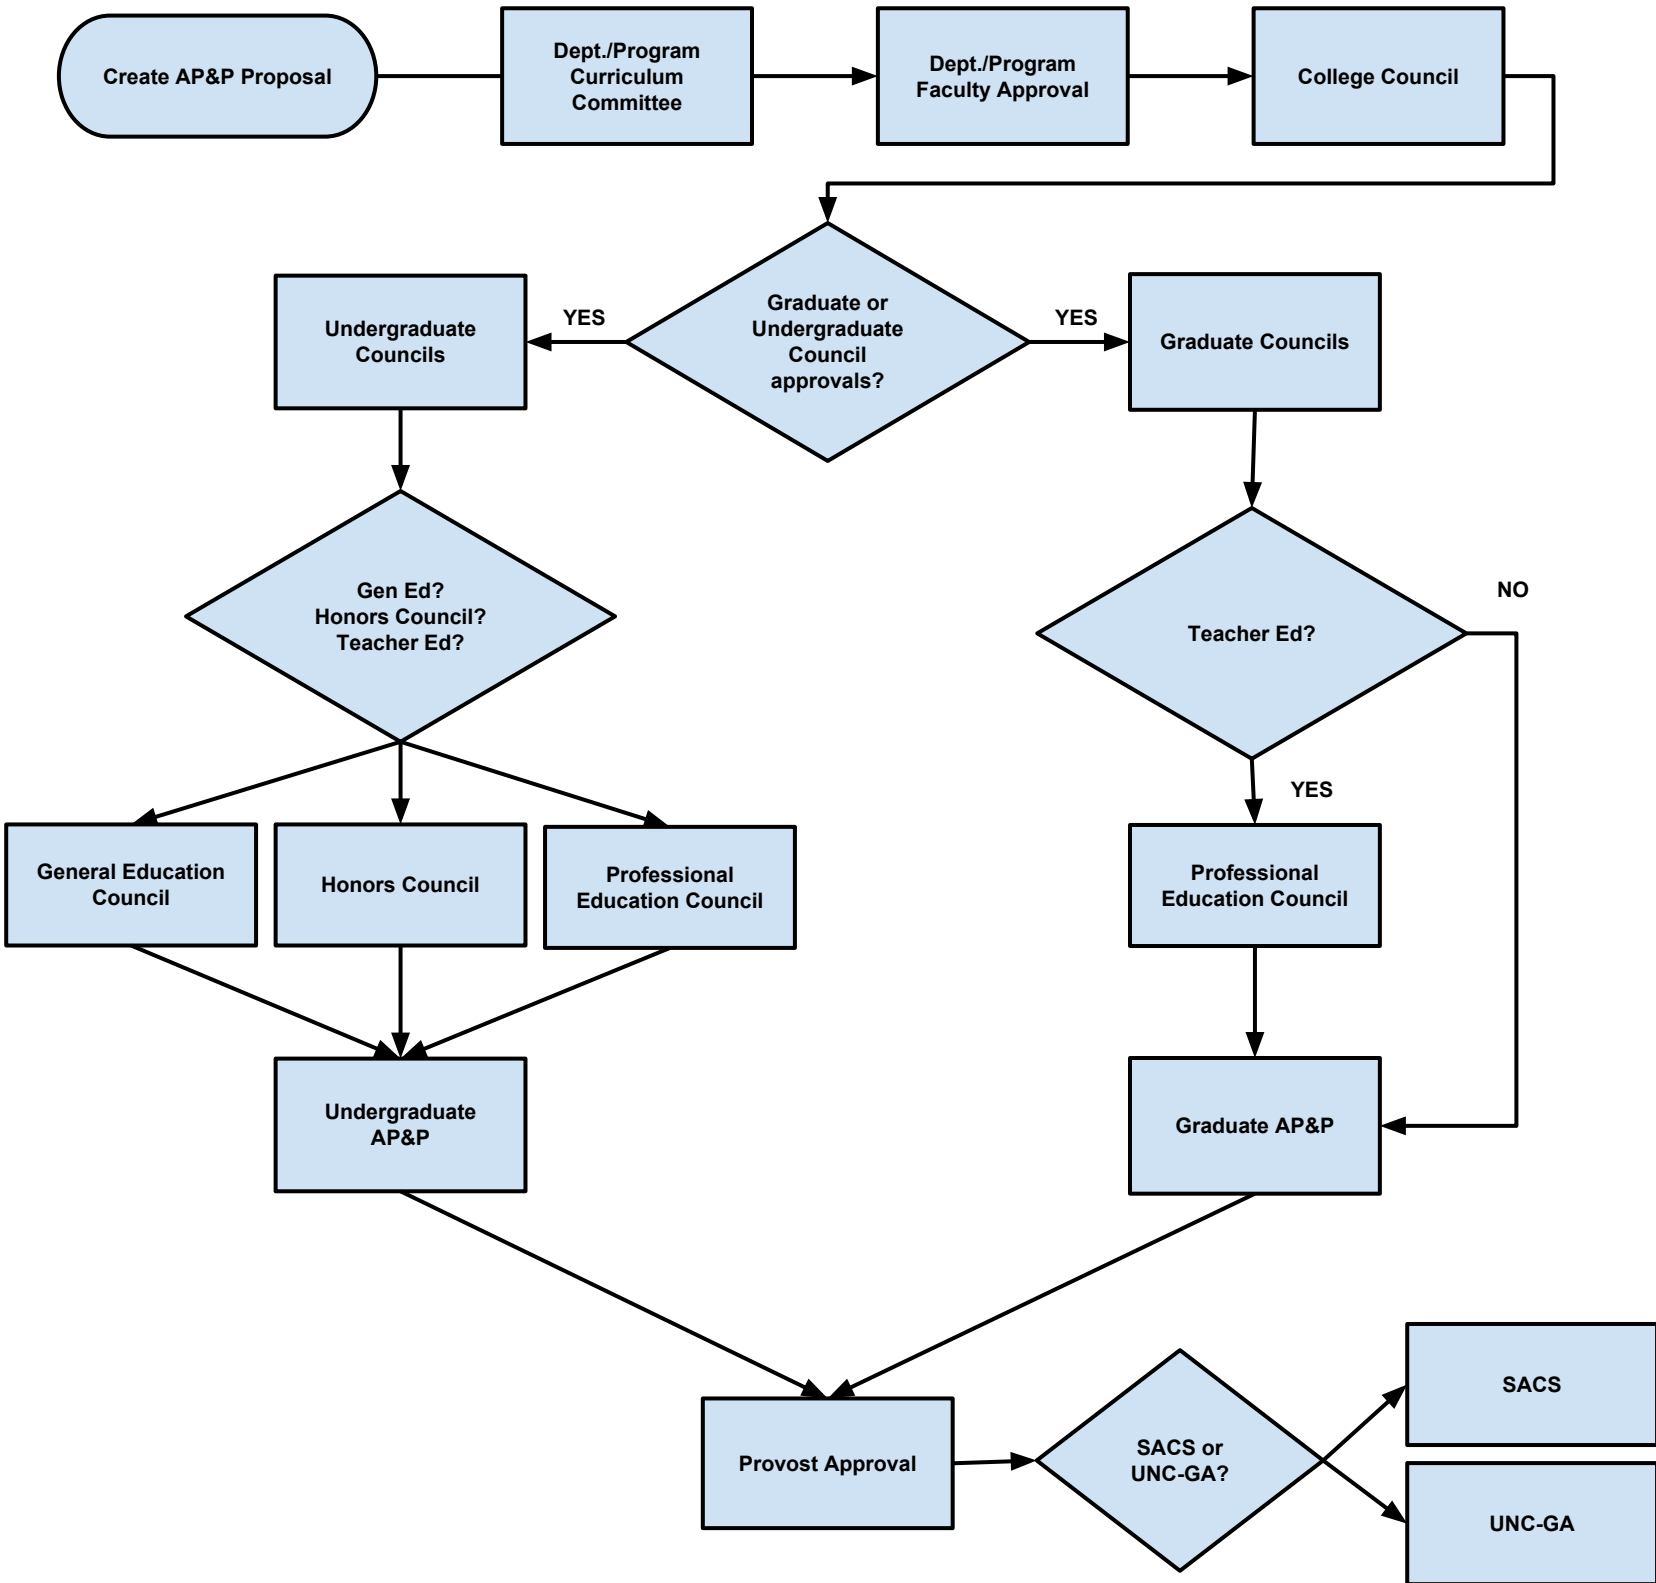 Create AP&P Proposal
Dept./Program
Curriculum
Committee
Dept./Program
Faculty Approval
College Council
Graduate or
Undergraduate
Council
approvals?
YES
YES
Undergraduate
Councils
Graduate Councils
Gen Ed?
Honors Council?
Teacher Ed?
Teacher Ed?
NO
YES
General Education
Council
Honors Council
Professional
Education Council
Professional
Education Council
Undergraduate
AP&P
Graduate AP&P
Provost Approval
SACS or
UNC-GA?
SACS
UNC-GA